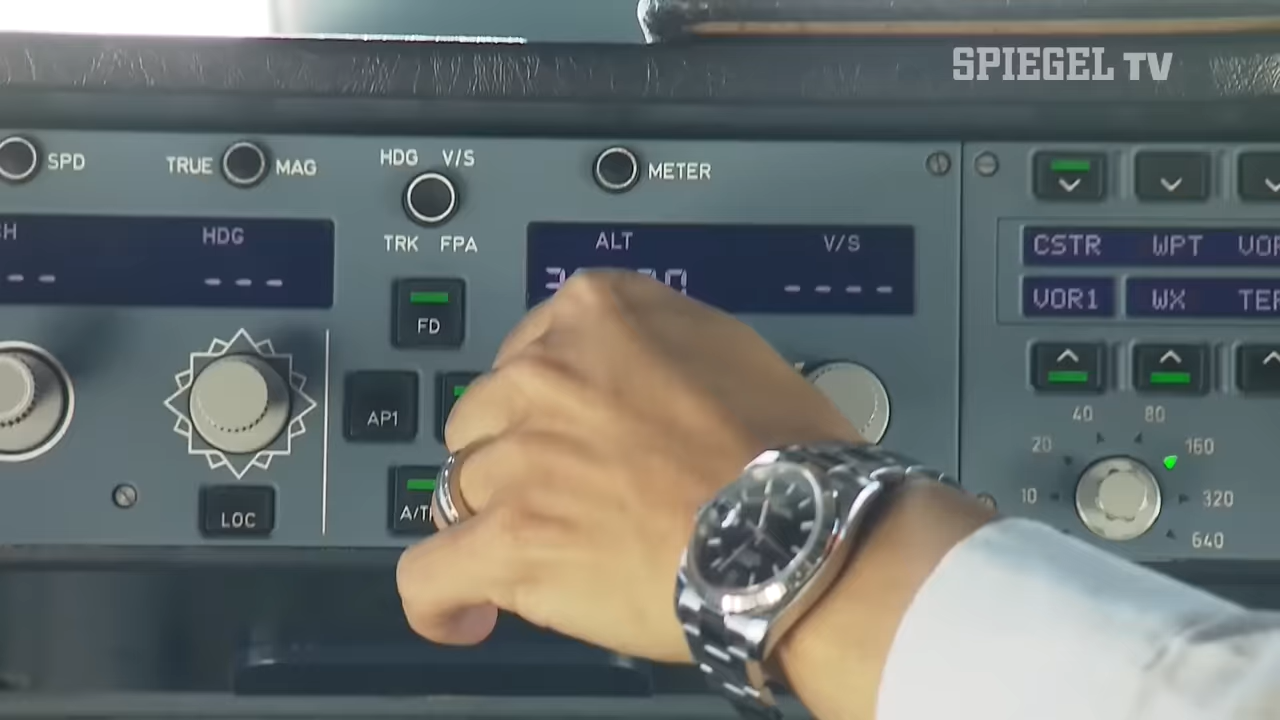 SPIEGEL TV
SPD
TRUE MAG
HDG V/S
METER
TRK FPA
HDG
ALT V/S
CSTR WPT
VOR1 WX
FD
AP1
LOC
40 80
20 160
10 320
640